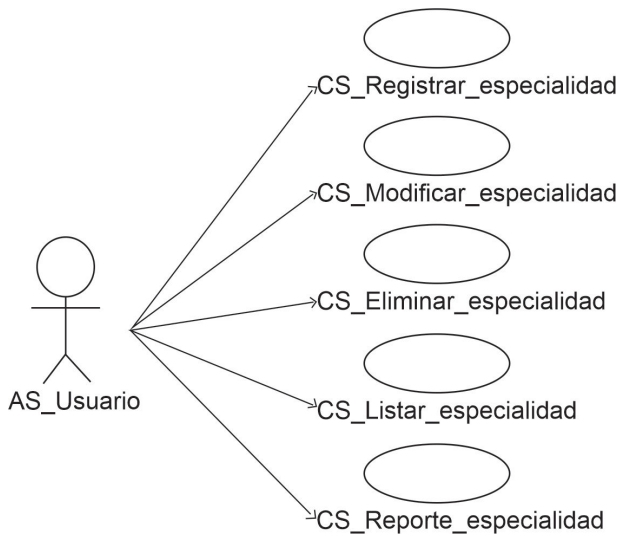 CS_Registrar_especialidad
CS_Modificar_especialidad
CS_Eliminar_especialidad
AS_Usuario
CS_Listar_especialidad
CS_Reporte_especialidad